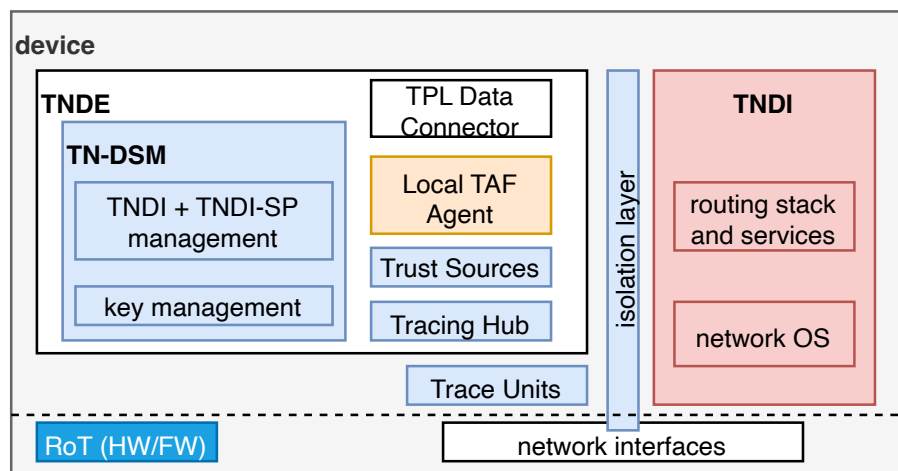 device
TNDE
TN-DSM
TNDI + TNDI-SP
management
key management
TPL Data
Connector
Local TAF
Agent
Trust Sources
Tracing Hub
Trace Units
isolation layer
TNDI
routing stack
and services
network OS
RoT (HW/FW)
network interfaces